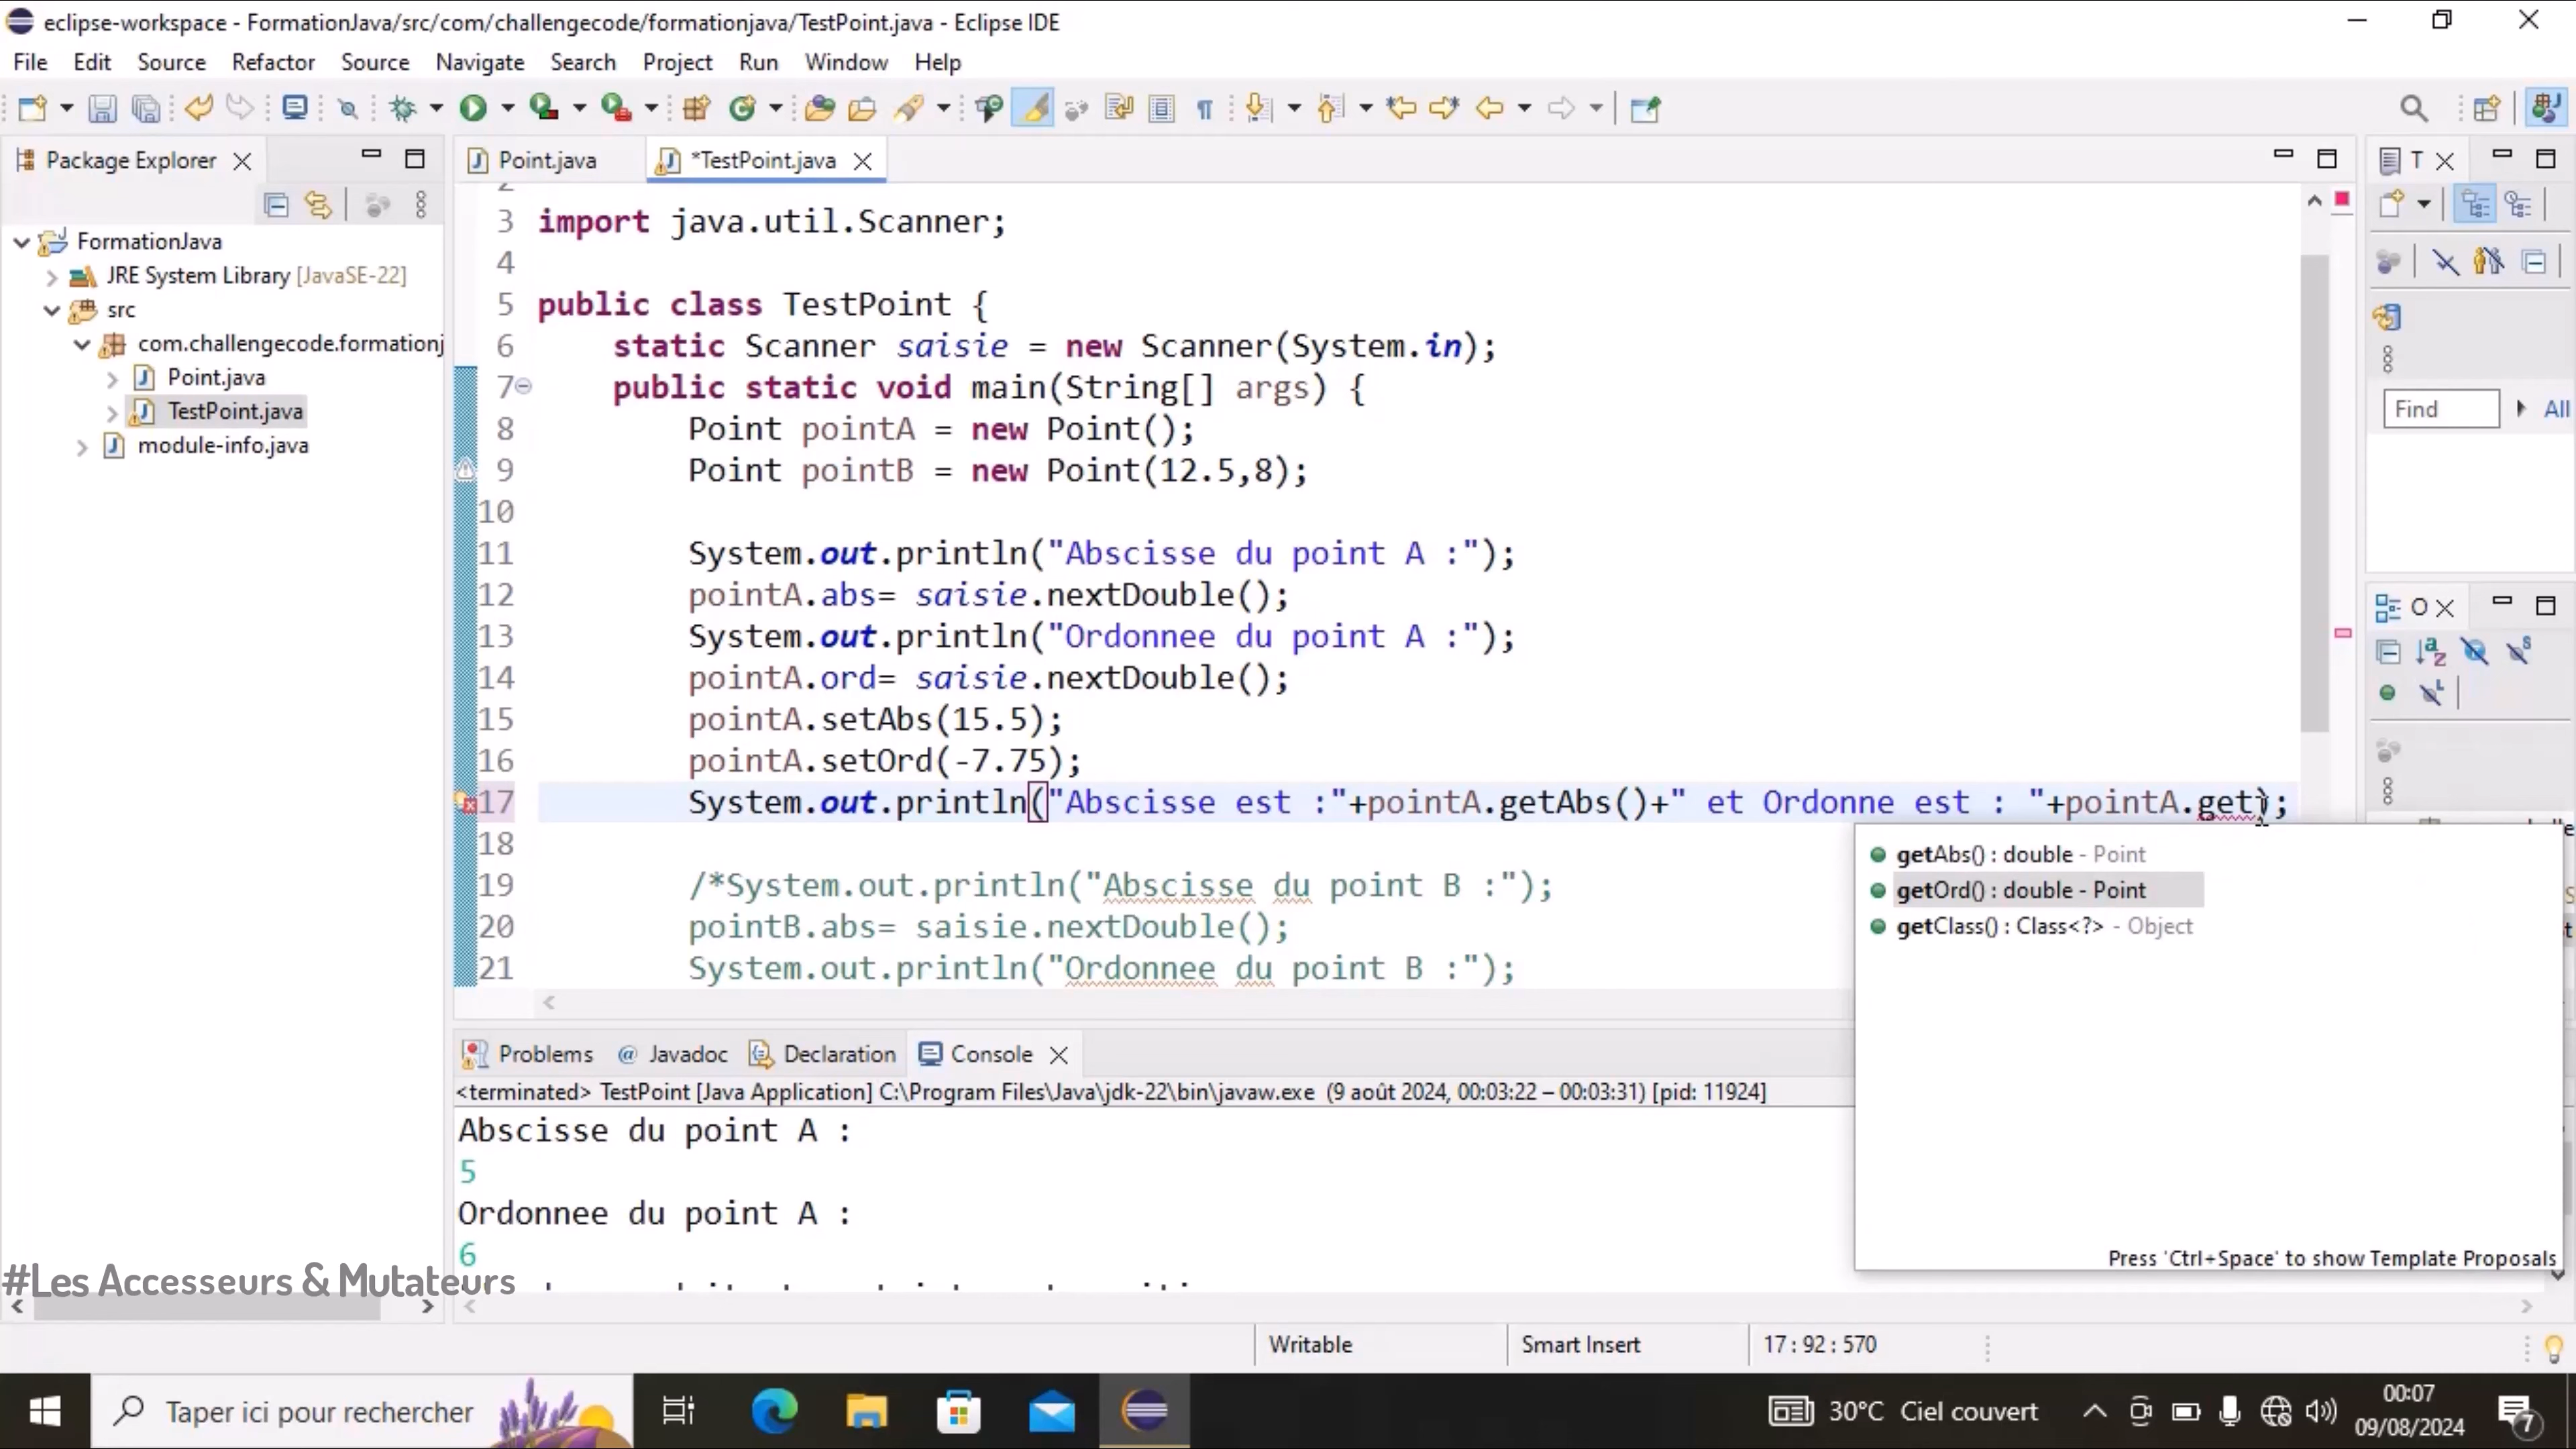 eclipse-workspace - FormationJava/src/com/challengecode/formationjava/TestPoint.java - Eclipse IDE
File Edit Source Refactor Source Navigate Search Project Run Window Help
Package Explorer
Point.java
*TestPoint.java
T
FormationJava
JRE System Library [JavaSE-22]
src
com.challengecode.formationj
Point.java
TestPoint.java
module-info.java
3 import java.util.Scanner;
4
5 public class TestPoint {
6 static Scanner saisie = new Scanner(System.in);
7 public static void main(String[] args) {
8 Point pointA = new Point();
9 Point pointB = new Point(12.5,8);
10
11 System.out.println("Abscisse du point A :");
12 pointA.abs= saisie.nextDouble();
13 System.out.println("Ordonnee du point A :");
14 pointA.ord= saisie.nextDouble();
15 pointA.setAbs(15.5);
16 pointA.setOrd(-7.75);
17 System.out.println("Abscisse est :"+pointA.getAbs()+" et Ordonne est : "+pointA.get);
18
19 /*System.out.println("Abscisse du point B :");
20 pointB.abs= saisie.nextDouble();
21 System.out.println("Ordonnee du point B :");
getAbs() : double - Point
getOrd() : double - Point
getClass() : Class<?> - Object
Press 'Ctrl+Space' to show Template Proposals
Find All
O
Problems Javadoc Declaration Console
<terminated> TestPoint [Java Application] C:\Program Files\Java\jdk-22\bin\javaw.exe (9 août 2024, 00:03:22 – 00:03:31) [pid: 11924]
Abscisse du point A :
5
Ordonnee du point A :
6
#Les Accesseurs & Mutateurs
Writable Smart Insert 17 : 92 : 570
Taper ici pour rechercher
30°C Ciel couvert
00:07
09/08/2024
7